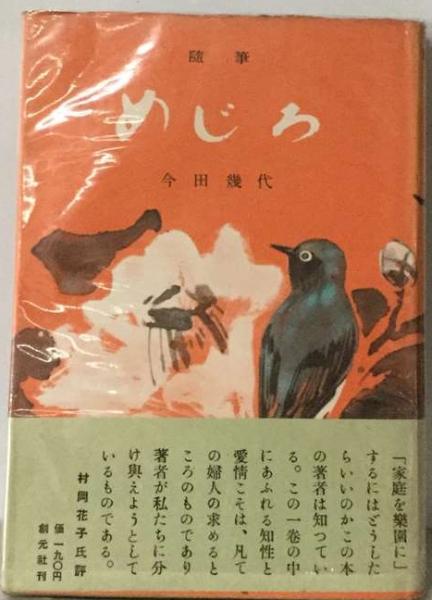 隨筆
めじろ
今田幾代
「家庭を樂園に」
するにはどうした
らいいのかこの本
の著者は知つてい
る。この一巻の中
にあふれる知性と
愛情こそは、凡て
の婦人の求めると
ころのものであり
著者が私たちに分
け與えようとして
いるものである。
村岡花子氏評
価一九〇円
創元社刊